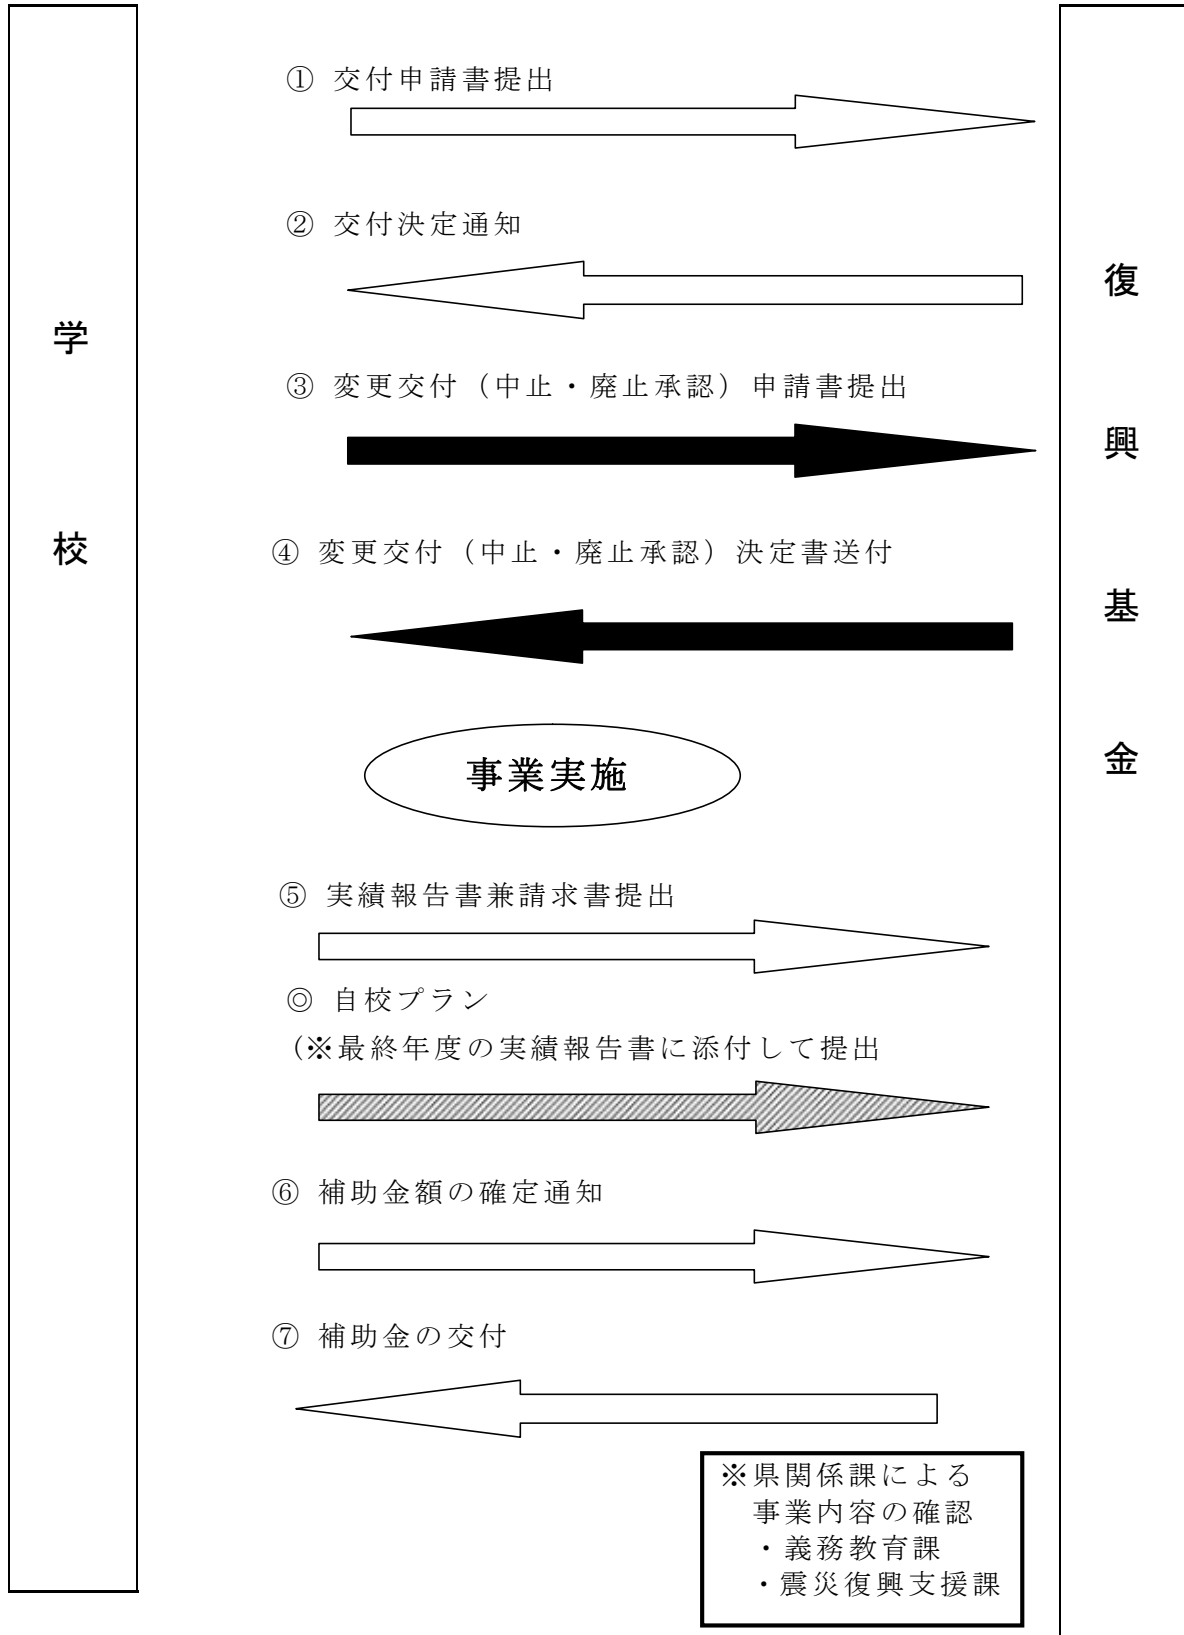 学校
① 交付申請書提出
② 交付決定通知
③ 変更交付（中止・廃止承認）申請書提出
④ 変更交付（中止・廃止承認）決定書送付
事業実施
⑤ 実績報告書兼請求書提出
◎ 自校プラン
（※最終年度の実績報告書に添付して提出
⑥ 補助金額の確定通知
⑦ 補助金の交付
※県関係課による
事業内容の確認
・義務教育課
・震災復興支援課
復興基金